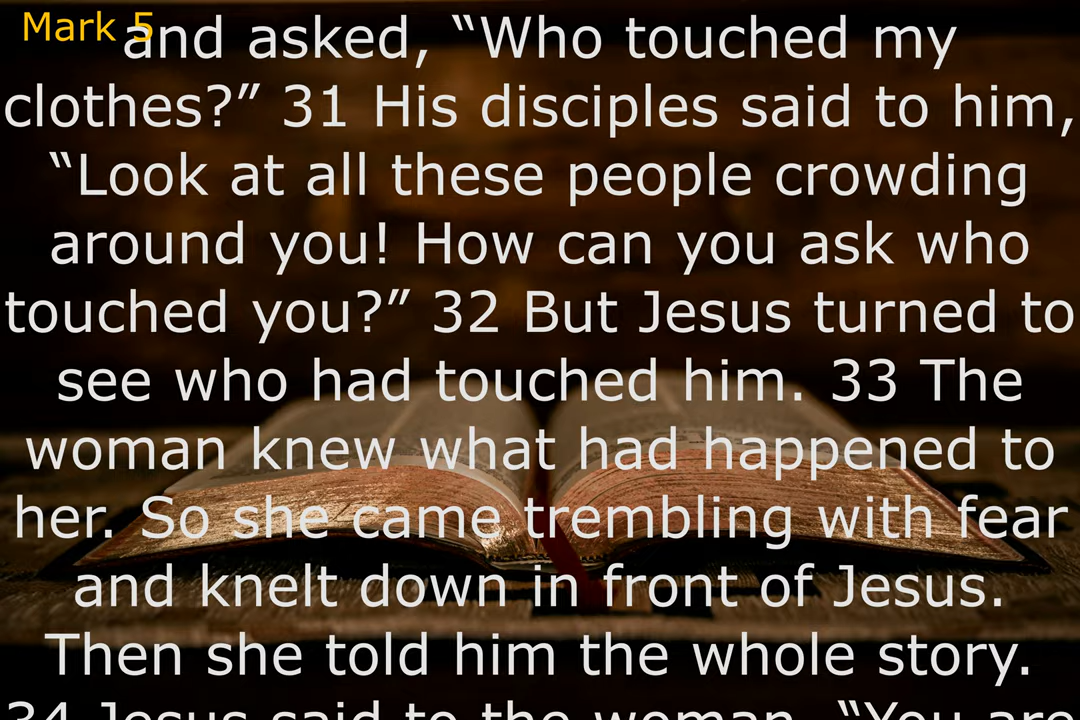 Mark 5
and asked, “Who touched my
clothes?” 31 His disciples said to him,
“Look at all these people crowding
around you! How can you ask who
touched you?” 32 But Jesus turned to
see who had touched him. 33 The
woman knew what had happened to
her. So she came trembling with fear
and knelt down in front of Jesus.
Then she told him the whole story.
34 Jesus said to the woman, “You are